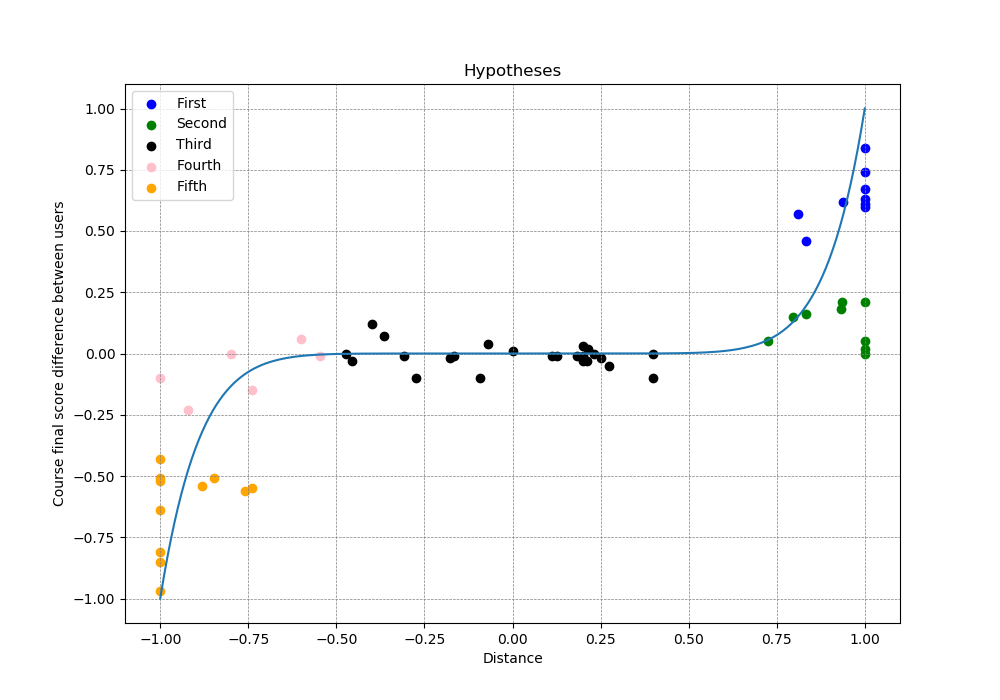 Hypotheses
First
Second
Third
Fourth
Fifth
Course final score difference between users
1.00
0.75
0.50
0.25
0.00
−0.25
−0.50
−0.75
−1.00
−1.00 −0.75 −0.50 −0.25 0.00 0.25 0.50 0.75 1.00
Distance